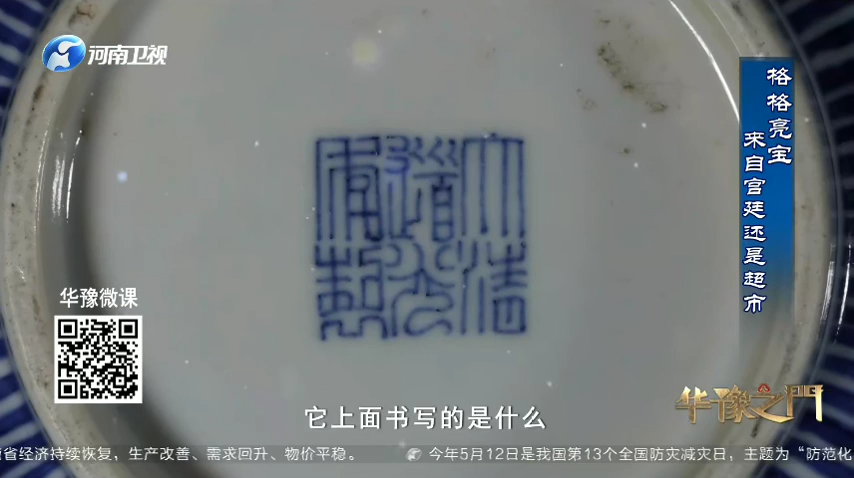 河南卫视
格格亮宝
来自宫廷还是超市
大清
道光
年製
华豫微课
华豫之門
它上面书写的是什么
省经济持续恢复，生产改善、需求回升、物价平稳。 今年5月12日是我国第13个全国防灾减灾日，主题为“防范化